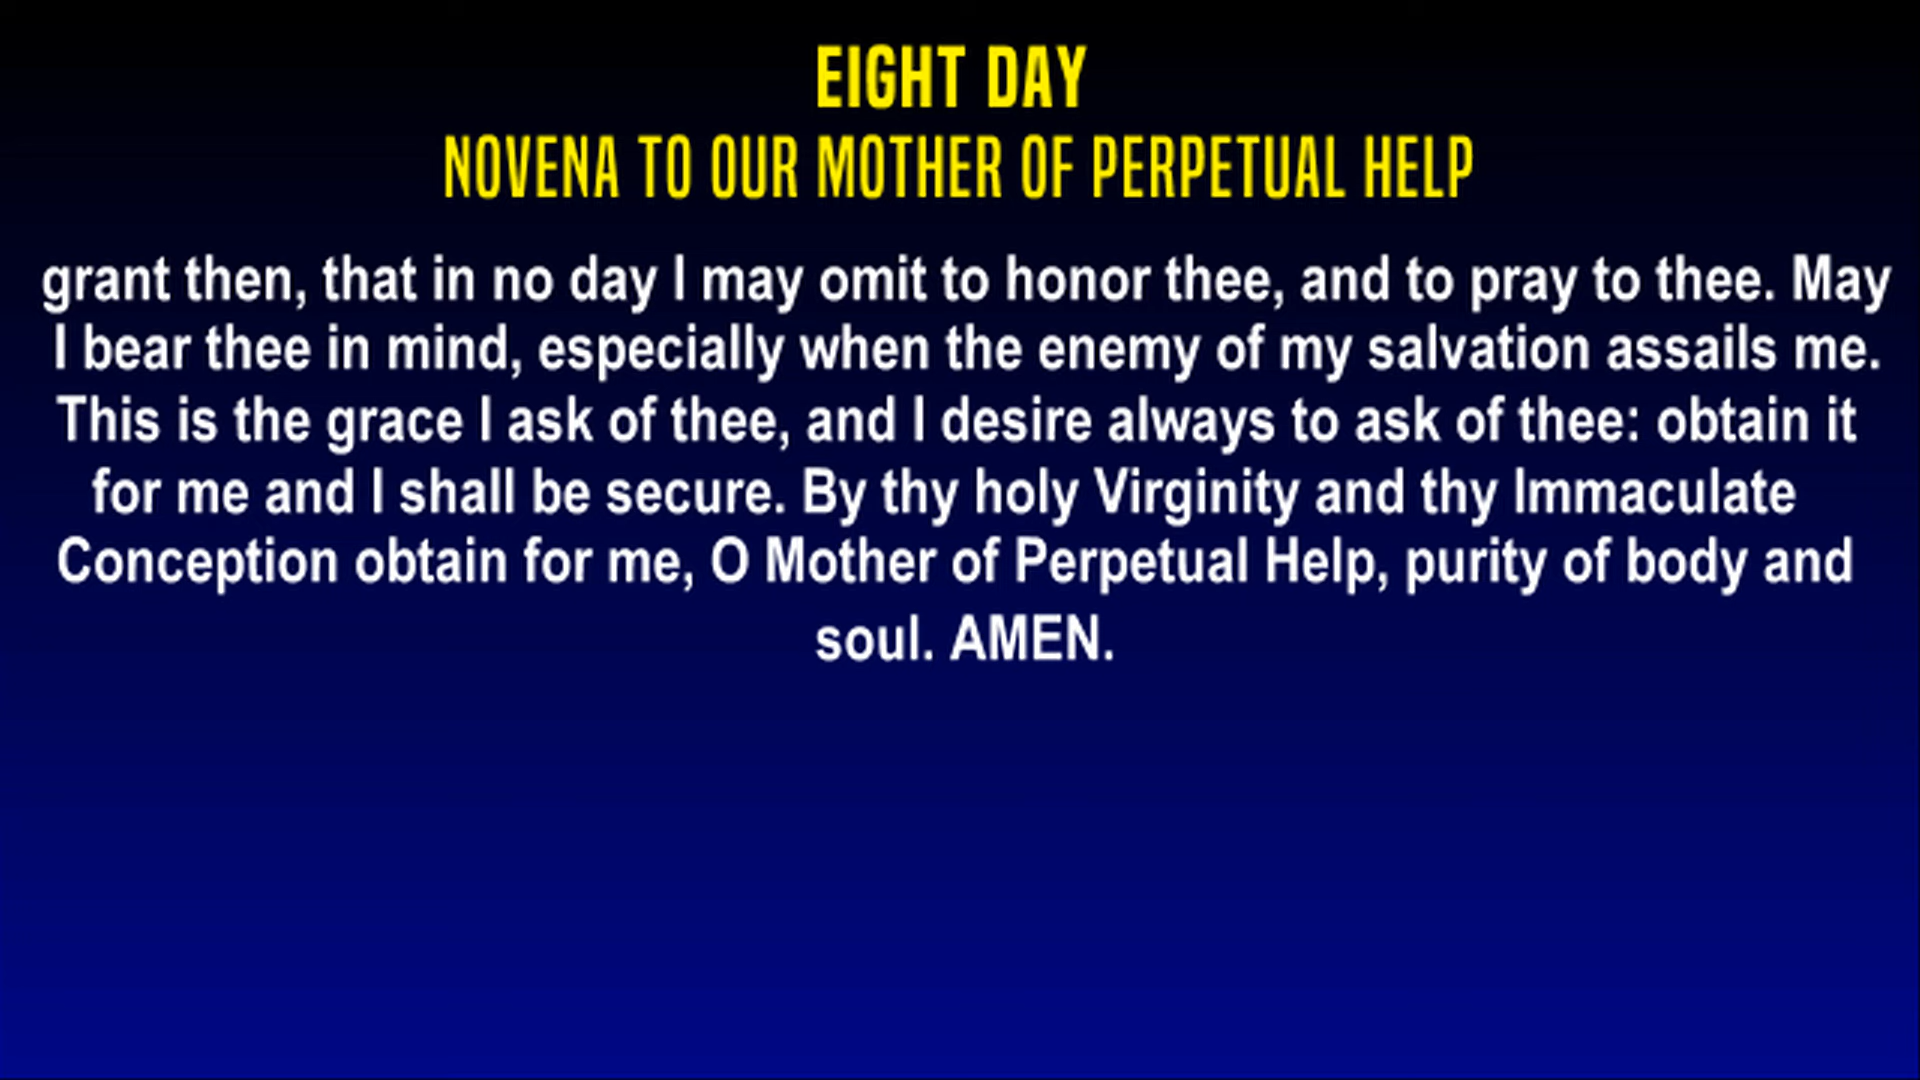 EIGHT DAY
NOVENA TO OUR MOTHER OF PERPETUAL HELP
grant then, that in no day I may omit to honor thee, and to pray to thee. May
I bear thee in mind, especially when the enemy of my salvation assails me.
This is the grace I ask of thee, and I desire always to ask of thee: obtain it
for me and I shall be secure. By thy holy Virginity and thy Immaculate
Conception obtain for me, O Mother of Perpetual Help, purity of body and
soul. AMEN.